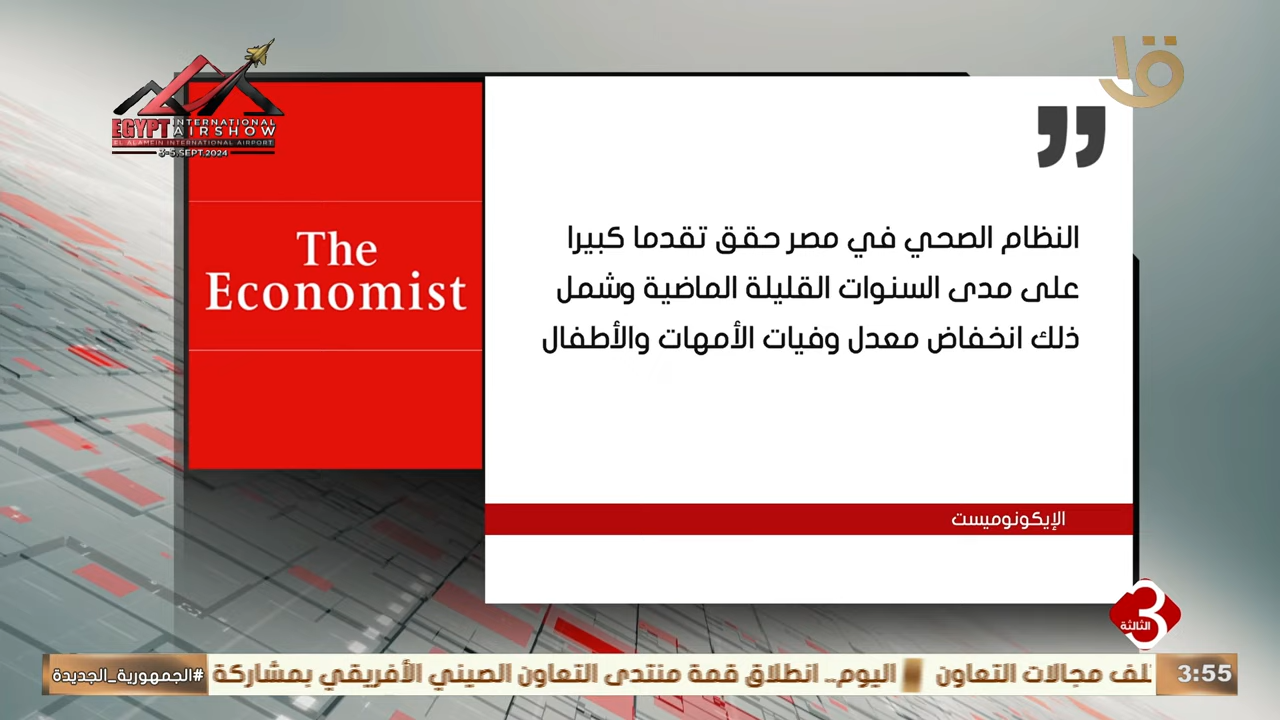 EGYPT INTERNATIONAL
AIRSHOW
EL ALAMEIN INTERNATIONAL AIRPORT
3-5.SEPT.2024
The
Economist
النظام الصحي في مصر حقق تقدما كبيرا
على مدى السنوات القليلة الماضية وشمل
ذلك انخفاض معدل وفيات الأمهات والأطفال
الإيكونوميست
3
الثالثة
3:55
مجالات التعاون
اليوم.. انطلاق قمة منتدى التعاون الصيني الأفريقي بمشاركة
#الجمهورية_الجديدة